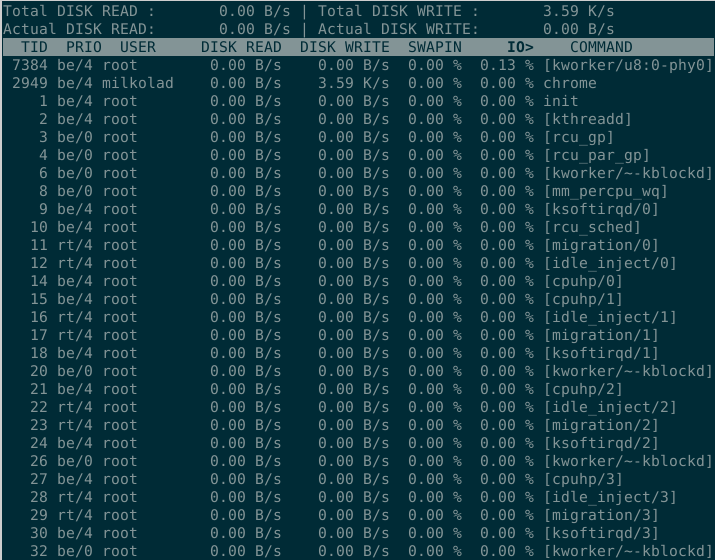 Total DISK READ :       0.00 B/s | Total DISK WRITE :       3.59 K/s
Actual DISK READ:       0.00 B/s | Actual DISK WRITE:       0.00 B/s
  TID  PRIO  USER     DISK READ  DISK WRITE  SWAPIN     IO>    COMMAND
 7384 be/4 root        0.00 B/s    0.00 B/s  0.00 %  0.13 % [kworker/u8:0-phy0]
 2949 be/4 milkolad    0.00 B/s    3.59 K/s  0.00 %  0.00 % chrome
    1 be/4 root        0.00 B/s    0.00 B/s  0.00 %  0.00 % init
    2 be/4 root        0.00 B/s    0.00 B/s  0.00 %  0.00 % [kthreadd]
    3 be/0 root        0.00 B/s    0.00 B/s  0.00 %  0.00 % [rcu_gp]
    4 be/0 root        0.00 B/s    0.00 B/s  0.00 %  0.00 % [rcu_par_gp]
    6 be/0 root        0.00 B/s    0.00 B/s  0.00 %  0.00 % [kworker/~-kblockd]
    8 be/0 root        0.00 B/s    0.00 B/s  0.00 %  0.00 % [mm_percpu_wq]
    9 be/4 root        0.00 B/s    0.00 B/s  0.00 %  0.00 % [ksoftirqd/0]
   10 be/4 root        0.00 B/s    0.00 B/s  0.00 %  0.00 % [rcu_sched]
   11 rt/4 root        0.00 B/s    0.00 B/s  0.00 %  0.00 % [migration/0]
   12 rt/4 root        0.00 B/s    0.00 B/s  0.00 %  0.00 % [idle_inject/0]
   14 be/4 root        0.00 B/s    0.00 B/s  0.00 %  0.00 % [cpuhp/0]
   15 be/4 root        0.00 B/s    0.00 B/s  0.00 %  0.00 % [cpuhp/1]
   16 rt/4 root        0.00 B/s    0.00 B/s  0.00 %  0.00 % [idle_inject/1]
   17 rt/4 root        0.00 B/s    0.00 B/s  0.00 %  0.00 % [migration/1]
   18 be/4 root        0.00 B/s    0.00 B/s  0.00 %  0.00 % [ksoftirqd/1]
   20 be/0 root        0.00 B/s    0.00 B/s  0.00 %  0.00 % [kworker/~-kblockd]
   21 be/4 root        0.00 B/s    0.00 B/s  0.00 %  0.00 % [cpuhp/2]
   22 rt/4 root        0.00 B/s    0.00 B/s  0.00 %  0.00 % [idle_inject/2]
   23 rt/4 root        0.00 B/s    0.00 B/s  0.00 %  0.00 % [migration/2]
   24 be/4 root        0.00 B/s    0.00 B/s  0.00 %  0.00 % [ksoftirqd/2]
   26 be/0 root        0.00 B/s    0.00 B/s  0.00 %  0.00 % [kworker/~-kblockd]
   27 be/4 root        0.00 B/s    0.00 B/s  0.00 %  0.00 % [cpuhp/3]
   28 rt/4 root        0.00 B/s    0.00 B/s  0.00 %  0.00 % [idle_inject/3]
   29 rt/4 root        0.00 B/s    0.00 B/s  0.00 %  0.00 % [migration/3]
   30 be/4 root        0.00 B/s    0.00 B/s  0.00 %  0.00 % [ksoftirqd/3]
   32 be/0 root        0.00 B/s    0.00 B/s  0.00 %  0.00 % [kworker/~-kblockd]